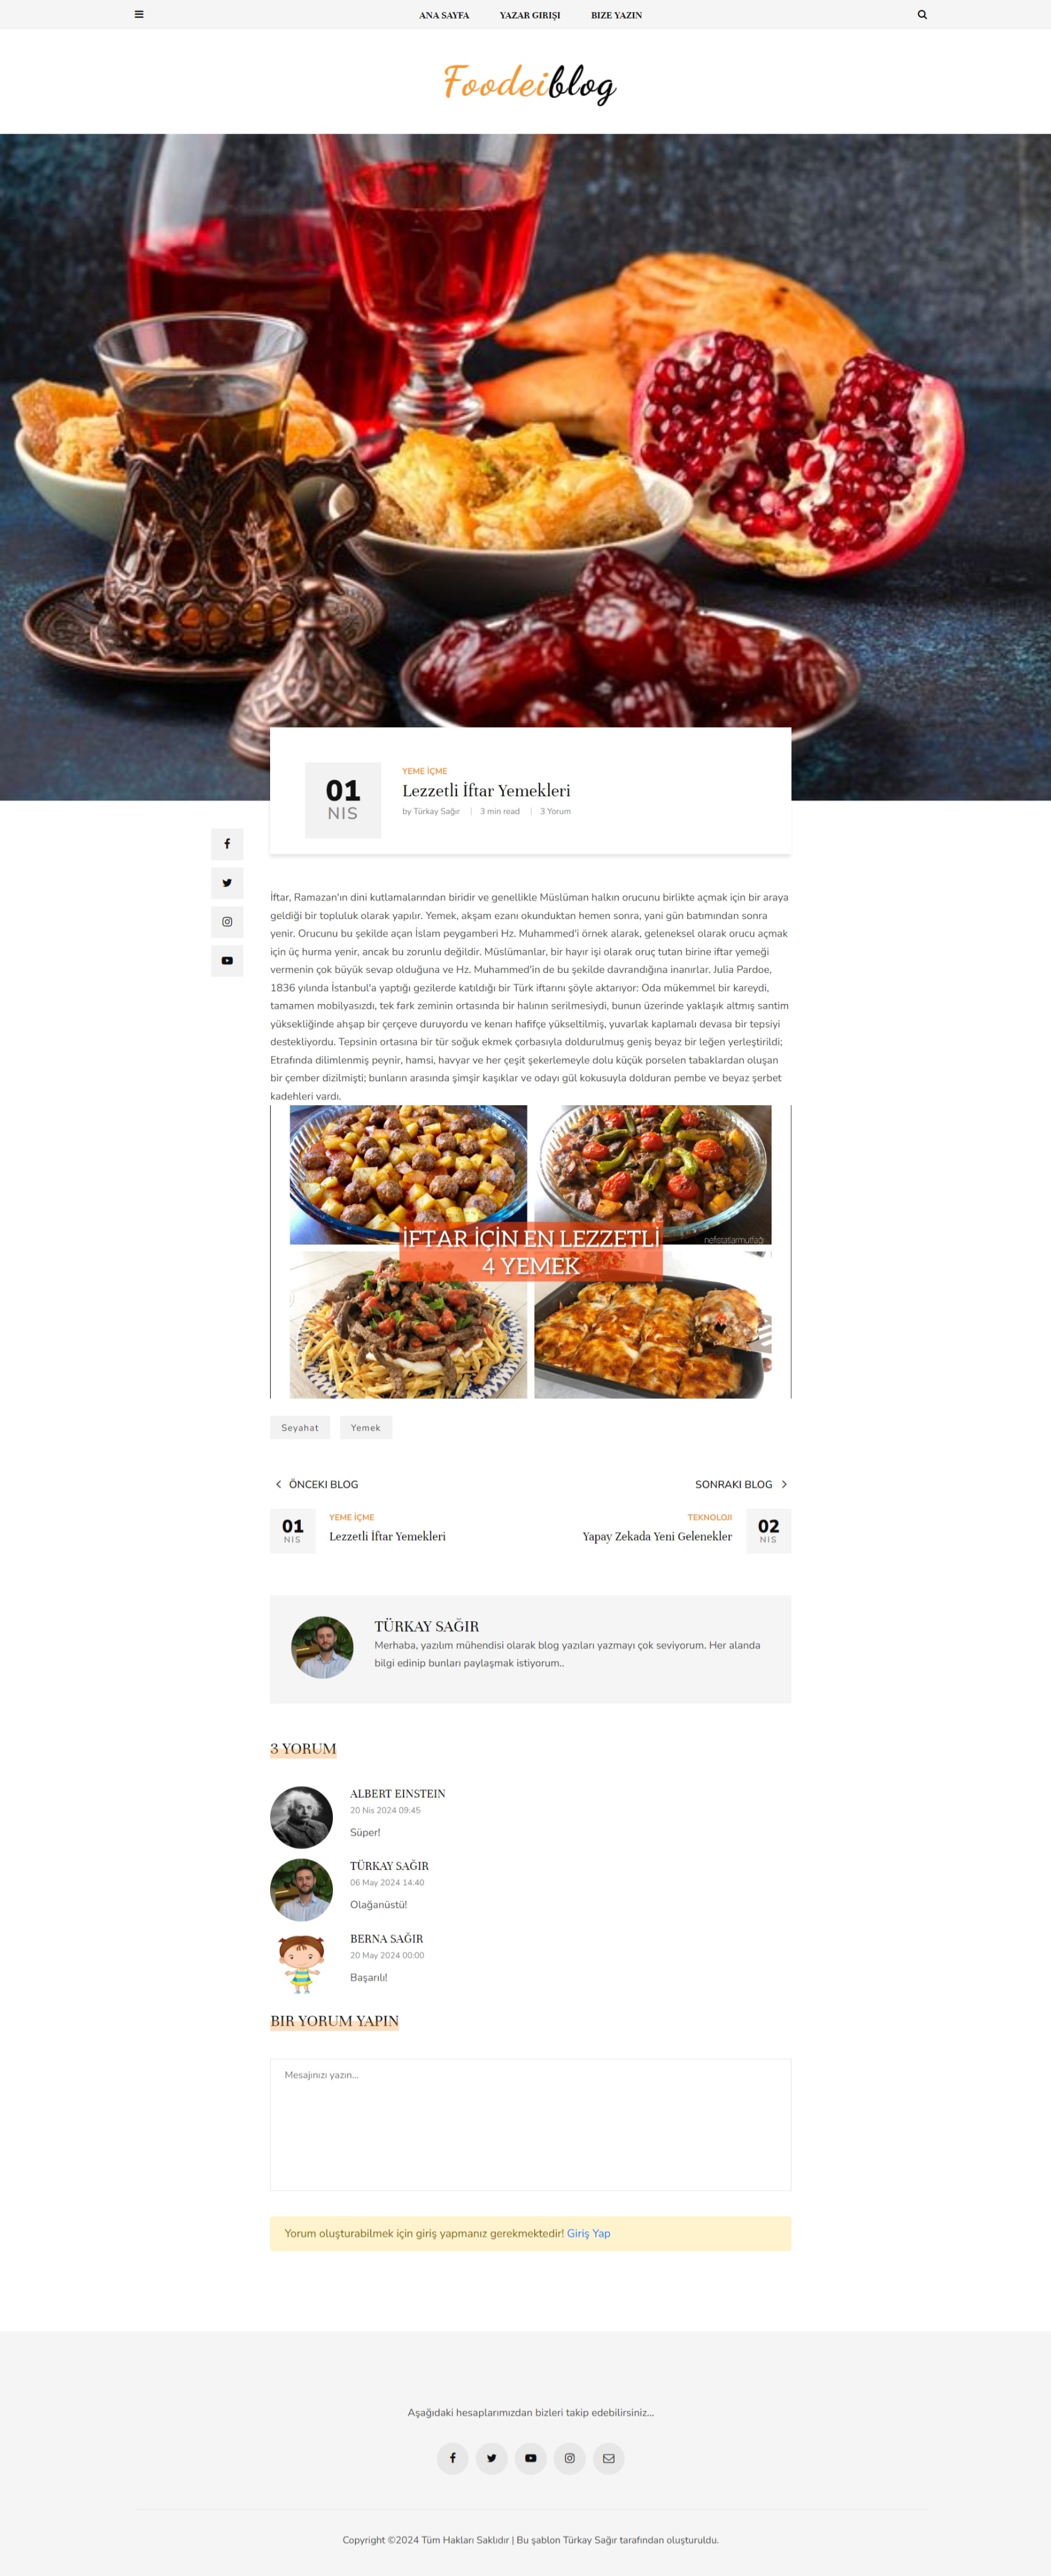 ANA SAYFA YAZAR GIRIŞI BIZE YAZIN
Foodeiblog
01
NIS
YEME İÇME
Lezzetli İftar Yemekleri
by Türkay Sağır 3 min read 3 Yorum
İftar, Ramazan'ın dini kutlamalarından biridir ve genellikle Müslüman halkın orucunu birlikte açmak için bir araya
geldiği bir topluluk olarak yapılır. Yemek, akşam ezanı okunduktan hemen sonra, yani gün batımından sonra
yenir. Orucunu bu şekilde açan İslam peygamberi Hz. Muhammed'i örnek alarak, geleneksel olarak orucu açmak
için üç hurma yenir, ancak bu zorunlu değildir. Müslümanlar, bir hayır işi olarak oruç tutan birine iftar yemeği
vermenin çok büyük sevap olduğuna ve Hz. Muhammed'in de bu şekilde davrandığına inanırlar. Julia Pardoe,
1836 yılında İstanbul'a yaptığı gezilerde katıldığı bir Türk iftarını şöyle aktarıyor: Oda mükemmel bir kareydi,
tamamen mobilyasızdı, tek fark zeminin ortasında bir halının serilmesiydi, bunun üzerinde yaklaşık altmış santim
yüksekliğinde ahşap bir çerçeve duruyordu ve kenarı hafifçe yükseltilmiş, yuvarlak kaplamalı devasa bir tepsiyi
destekliyordu. Tepsinin ortasına bir tür soğuk ekmek çorbasıyla doldurulmuş geniş beyaz bir leğen yerleştirildi;
Etrafında dilimlenmiş peynir, hamsi, havyar ve her çeşit şekerlemeyle dolu küçük porselen tabaklardan oluşan
bir çember dizilmişti; bunların arasında şimşir kaşıklar ve odayı gül kokusuyla dolduran pembe ve beyaz şerbet
kadehleri vardı.
İFTAR İÇİN EN LEZZETLİ
4 YEMEK
nefistatlarmutfağı
Seyahat Yemek
ÖNCEKI BLOG SONRAKI BLOG
01
NIS
YEME İÇME
Lezzetli İftar Yemekleri
TEKNOLOJI
Yapay Zekada Yeni Gelenekler
02
NIS
TÜRKAY SAĞIR
Merhaba, yazılım mühendisi olarak blog yazıları yazmayı çok seviyorum. Her alanda
bilgi edinip bunları paylaşmak istiyorum..
3 YORUM
ALBERT EINSTEIN
20 Nis 2024 09:45
Süper!
TÜRKAY SAĞIR
06 May 2024 14:40
Olağanüstü!
BERNA SAĞIR
20 May 2024 00:00
Başarılı!
BIR YORUM YAPIN
Mesajınızı yazın...
Yorum oluşturabilmek için giriş yapmanız gerekmektedir! Giriş Yap
Aşağıdaki hesaplarımızdan bizleri takip edebilirsiniz...
Copyright ©2024 Tüm Hakları Saklıdır | Bu şablon Türkay Sağır tarafından oluşturuldu.